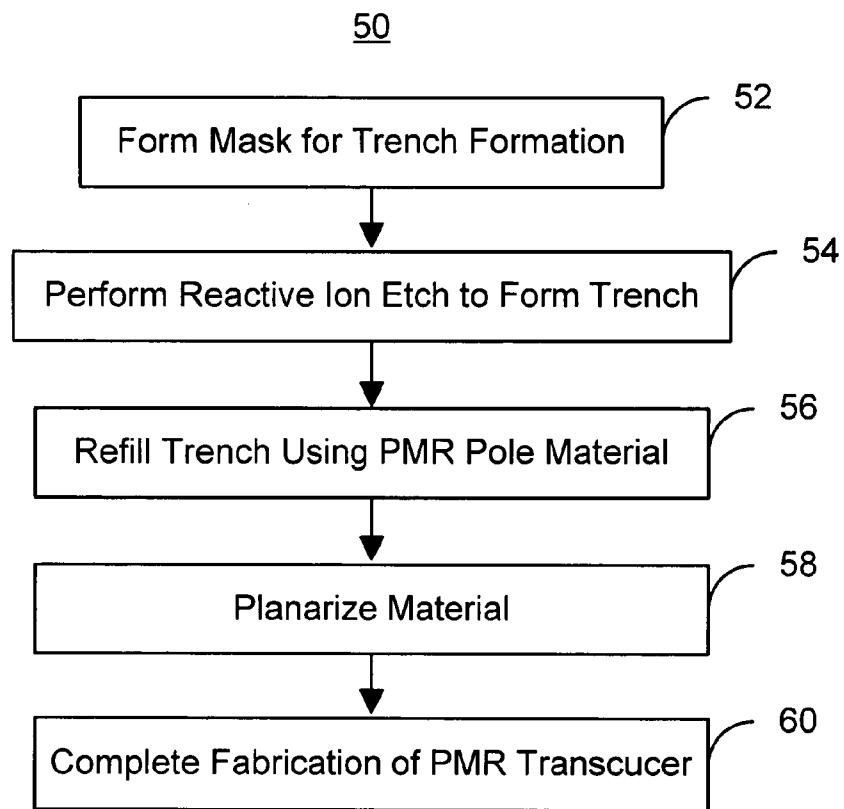 50
Form Mask for Trench Formation
52
Perform Reactive Ion Etch to Form Trench
54
Refill Trench Using PMR Pole Material
56
Planarize Material
58
Complete Fabrication of PMR Transcucer
60